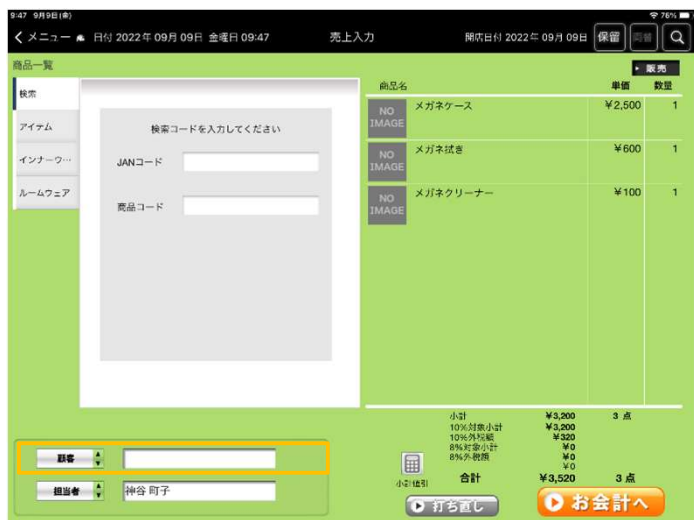 9:47 9月9日(金)
76%
メニュー 日付 2022年 09月 09日 金曜日 09:47 売上入力 開店日付 2022年 09月 09日 保留 両替
商品一覧
販売
検索
アイテム
インナーウ…
ルームウェア
検索コードを入力してください
JANコード
商品コード
商品名 単価 数量
NO IMAGE メガネケース ¥2,500 1
NO IMAGE メガネ拭き ¥600 1
NO IMAGE メガネクリーナー ¥100 1
小計 ¥3,200 3 点
10%対象小計 ¥3,200
10%外税額 ¥320
8%対象小計 ¥0
8%外税額 ¥0
¥0
小計値引
合計 ¥3,520 3 点
顧客
担当者 神谷 町子
打ち直し
お会計へ